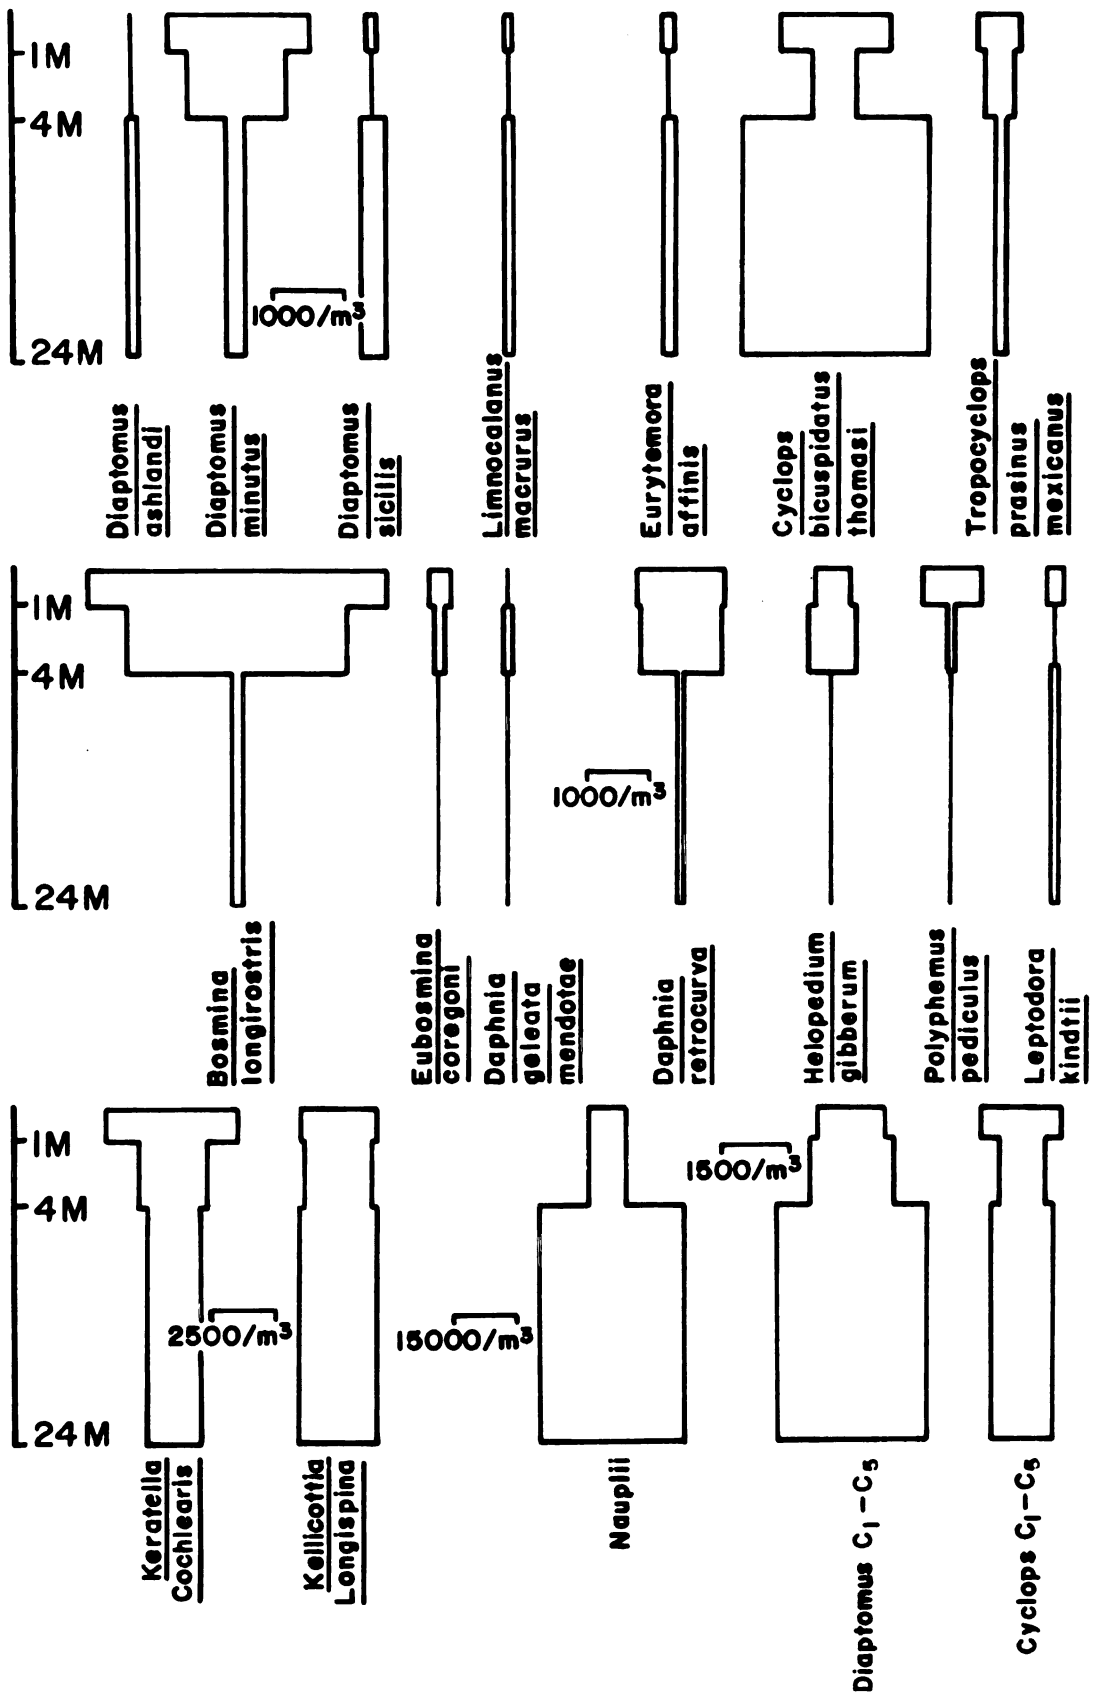 1M
4M
24M
1000/m³
Diaptomus
ashlandi
Diaptomus
minutus
Diaptomus
sicilis
Limnocalanus
macrurus
Eurytemora
affinis
Cyclops
bicuspidatus
thomasi
Tropocyclops
prasinus
mexicanus
1M
4M
24M
1000/m³
Bosmina
longirostris
Eubosmina
coregoni
Daphnia
geleata
mendotae
Daphnia
retrocurva
Helopedium
gibberum
Polyphemus
pediculus
Leptodora
kindtii
1M
4M
24M
2500/m³
15000/m³
1500/m³
Keratella
Cochlearis
Kellicottia
Longispina
Nauplii
Diaptomus C₁-C₅
Cyclops C₁-C₅